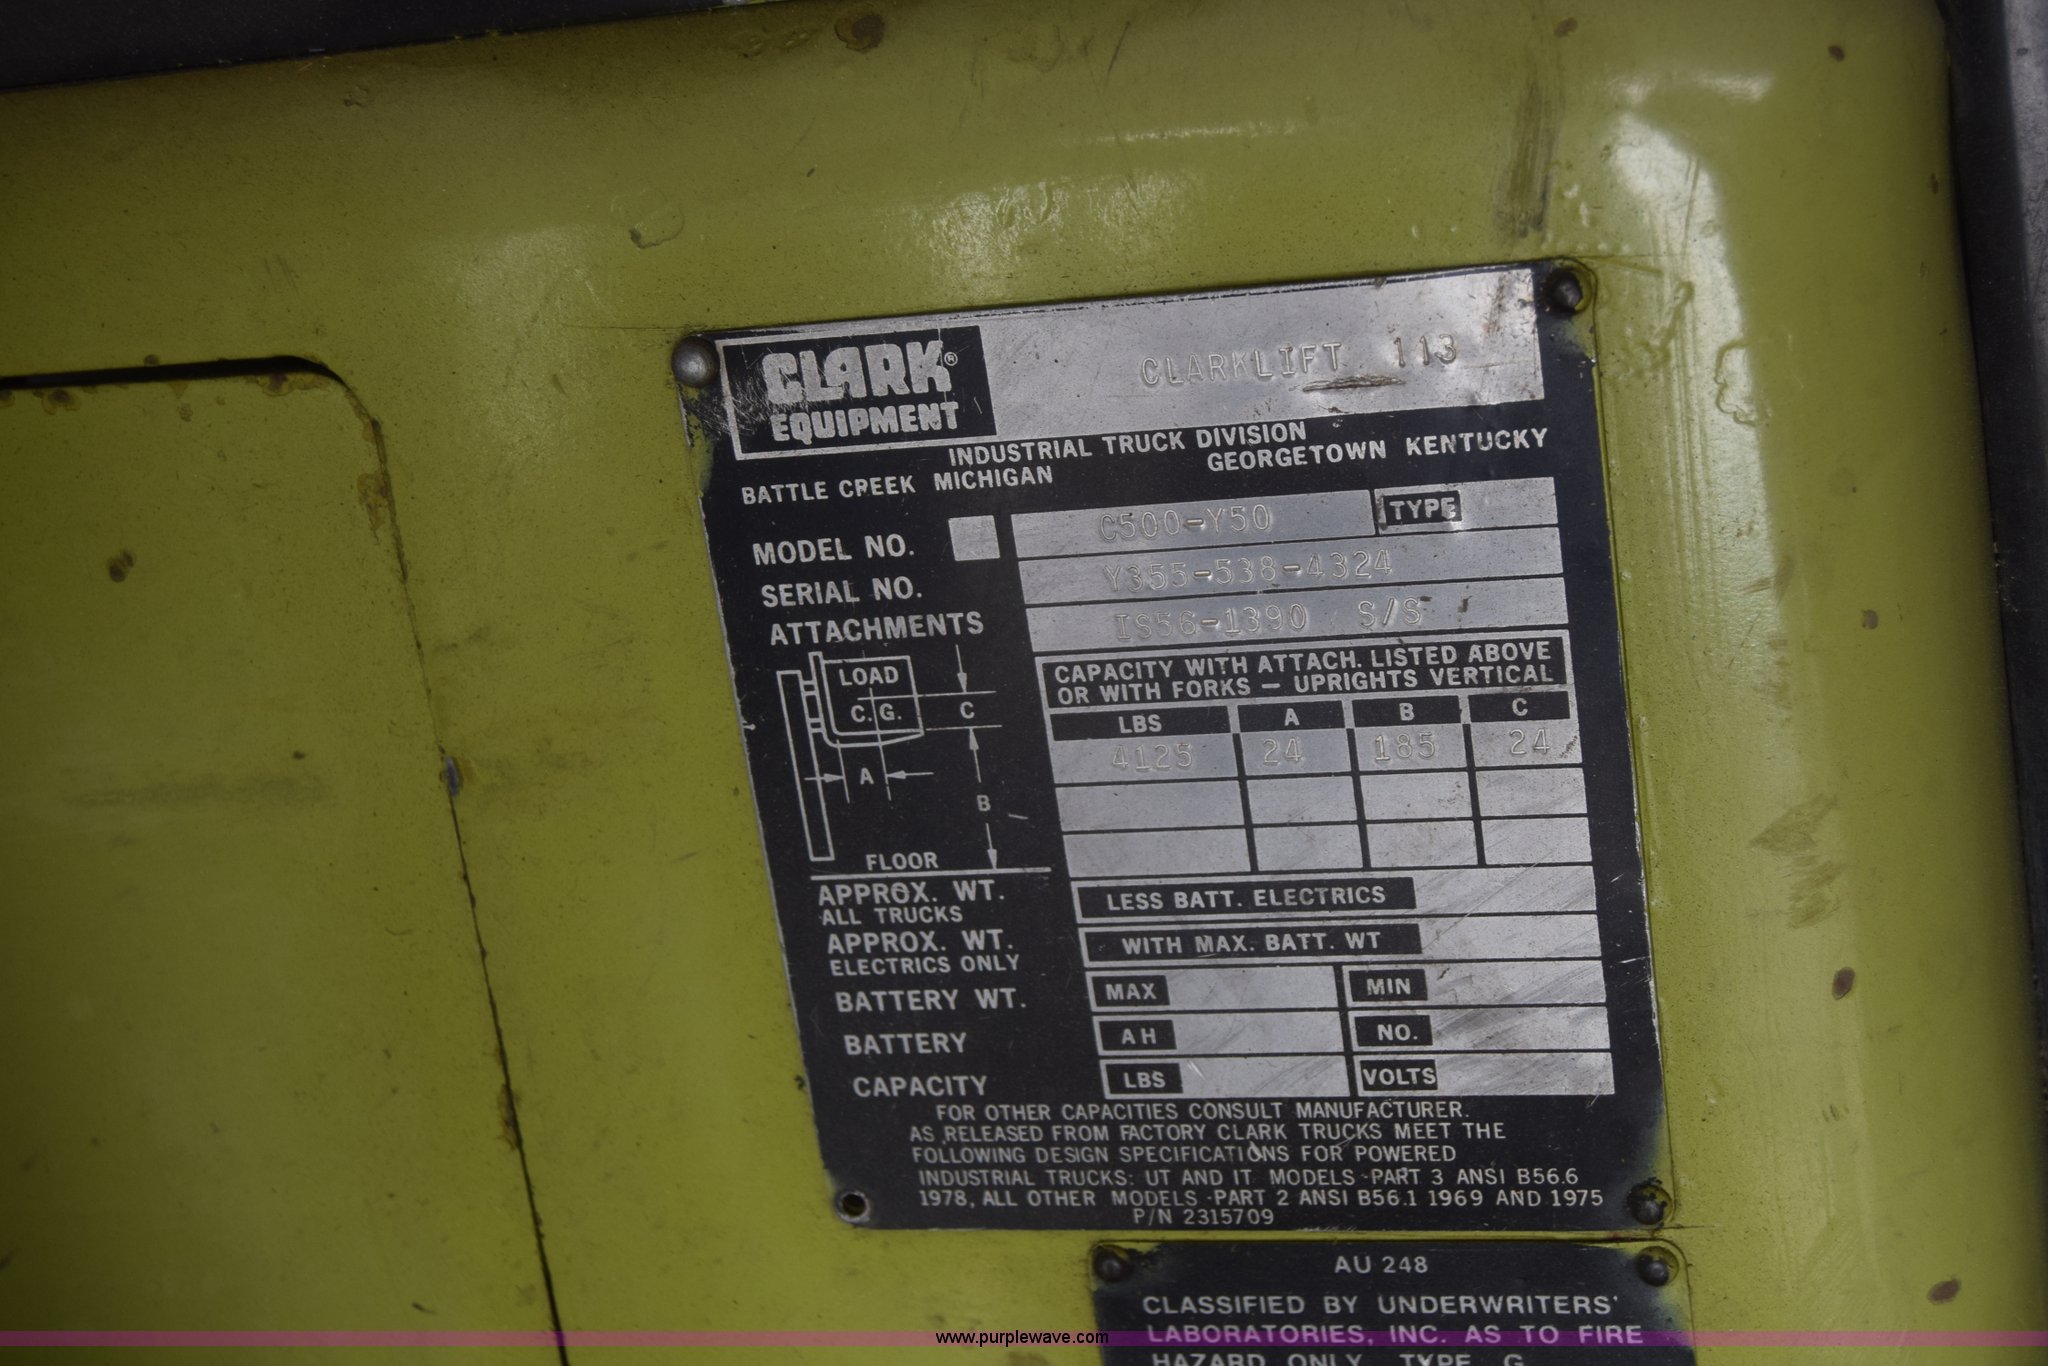 CLARK®
EQUIPMENT
CLARKLIFT 113
INDUSTRIAL TRUCK DIVISION
BATTLE CREEK MICHIGAN GEORGETOWN KENTUCKY
MODEL NO. C500-Y50 TYPE
SERIAL NO. Y355-538-4324
ATTACHMENTS IS56-1390 S/S
CAPACITY WITH ATTACH. LISTED ABOVE
OR WITH FORKS — UPRIGHTS VERTICAL
LBS A B C
4125 24 185 24
LOAD
C.G.
C
A
B
FLOOR
APPROX. WT.
ALL TRUCKS
LESS BATT. ELECTRICS
APPROX. WT.
ELECTRICS ONLY
WITH MAX. BATT. WT
BATTERY WT. MAX MIN
BATTERY AH NO.
CAPACITY LBS VOLTS
FOR OTHER CAPACITIES CONSULT MANUFACTURER.
AS RELEASED FROM FACTORY CLARK TRUCKS MEET THE
FOLLOWING DESIGN SPECIFICATIONS FOR POWERED
INDUSTRIAL TRUCKS: UT AND IT MODELS -PART 3 ANSI B56.6
1978, ALL OTHER MODELS -PART 2 ANSI B56.1 1969 AND 1975
P/N 2315709
AU 248
CLASSIFIED BY UNDERWRITERS'
LABORATORIES, INC. AS TO FIRE
HAZARD ONLY. TYPE G
www.purplewave.com